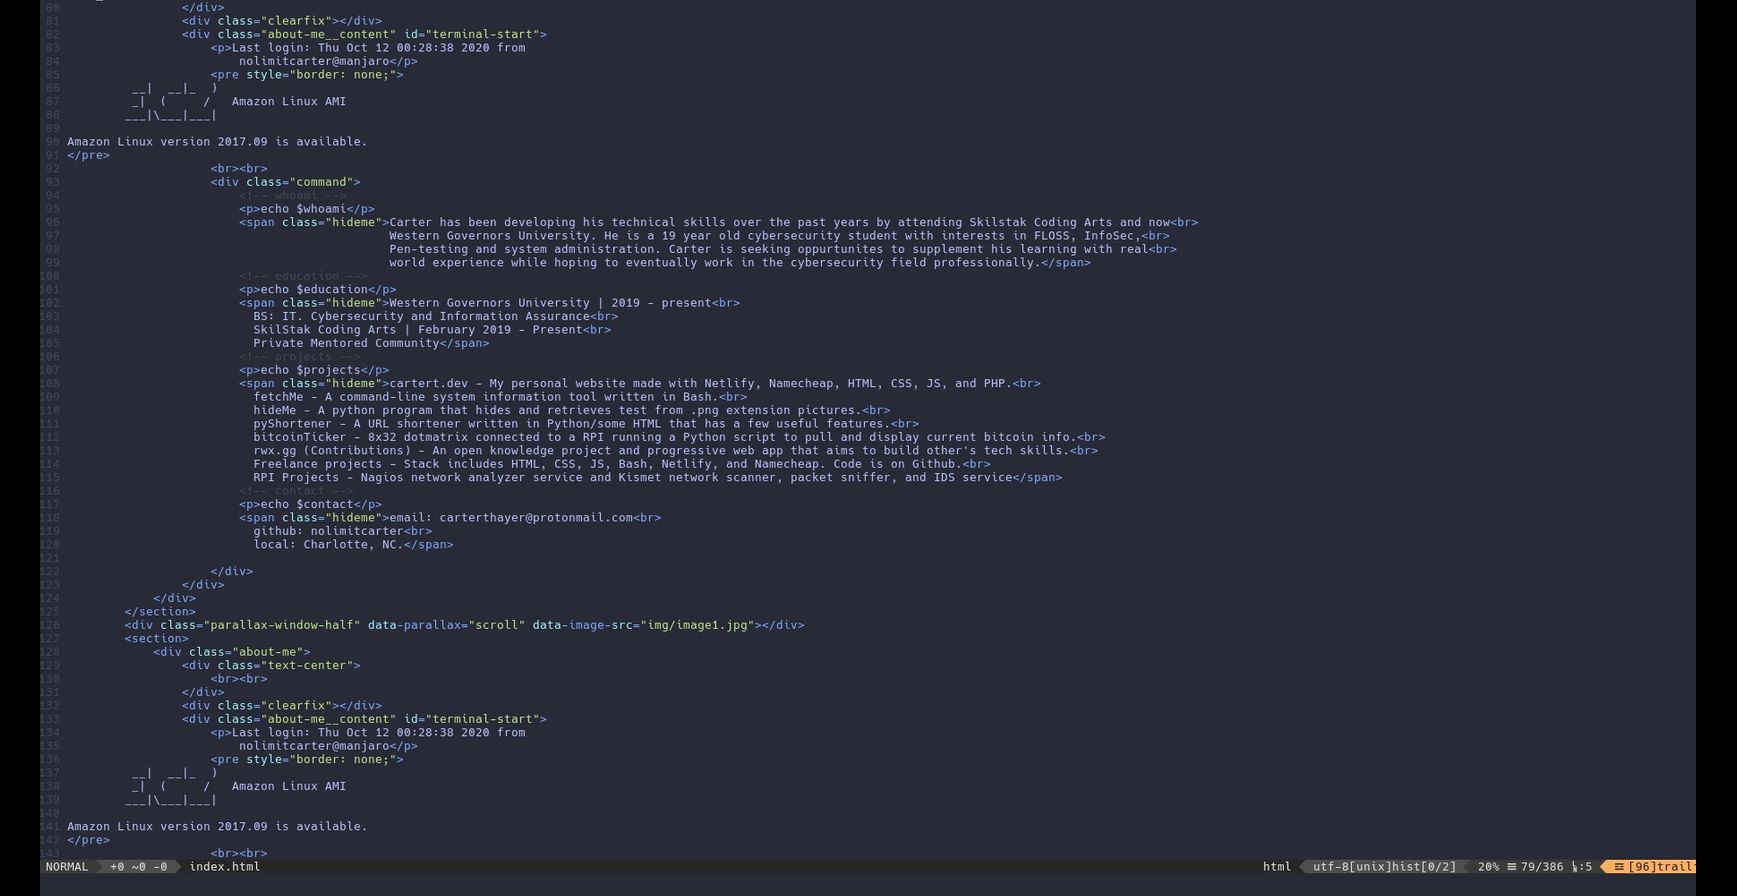 80                 </div>
81                 <div class="clearfix"></div>
82                 <div class="about-me__content" id="terminal-start">
83                     <p>Last login: Thu Oct 12 00:28:38 2020 from
84                         nolimitcarter@manjaro</p>
85                     <pre style="border: none;">
86          __|  __|_  )
87          _|  (     /   Amazon Linux AMI
88         ___|\___|___|
89
90 Amazon Linux version 2017.09 is available.
91 </pre>
92                     <br><br>
93                     <div class="command">
94                         <!-- whoami -->
95                         <p>echo $whoami</p>
96                         <span class="hideme">Carter has been developing his technical skills over the past years by attending Skilstak Coding Arts and now<br>
97                                              Western Governors University. He is a 19 year old cybersecurity student with interests in FLOSS, InfoSec,<br>
98                                              Pen-testing and system administration. Carter is seeking oppurtunites to supplement his learning with real<br>
99                                              world experience while hoping to eventually work in the cybersecurity field professionally.</span>
100                         <!-- education -->
101                         <p>echo $education</p>
102                         <span class="hideme">Western Governors University | 2019 - present<br>
103                           BS: IT. Cybersecurity and Information Assurance<br>
104                           SkilStak Coding Arts | February 2019 - Present<br>
105                           Private Mentored Community</span>
106                         <!-- projects -->
107                         <p>echo $projects</p>
108                         <span class="hideme">cartert.dev - My personal website made with Netlify, Namecheap, HTML, CSS, JS, and PHP.<br>
109                           fetchMe - A command-line system information tool written in Bash.<br>
110                           hideMe - A python program that hides and retrieves test from .png extension pictures.<br>
111                           pyShortener - A URL shortener written in Python/some HTML that has a few useful features.<br>
112                           bitcoinTicker - 8x32 dotmatrix connected to a RPI running a Python script to pull and display current bitcoin info.<br>
113                           rwx.gg (Contributions) - An open knowledge project and progressive web app that aims to build other's tech skills.<br>
114                           Freelance projects - Stack includes HTML, CSS, JS, Bash, Netlify, and Namecheap. Code is on Github.<br>
115                           RPI Projects - Nagios network analyzer service and Kismet network scanner, packet sniffer, and IDS service</span>
116                         <!-- contact -->
117                         <p>echo $contact</p>
118                         <span class="hideme">email: carterthayer@protonmail.com<br>
119                           github: nolimitcarter<br>
120                           local: Charlotte, NC.</span>
121
122                     </div>
123                 </div>
124             </div>
125         </section>
126         <div class="parallax-window-half" data-parallax="scroll" data-image-src="img/image1.jpg"></div>
127         <section>
128             <div class="about-me">
129                 <div class="text-center">
130                     <br><br>
131                 </div>
132                 <div class="clearfix"></div>
133                 <div class="about-me__content" id="terminal-start">
134                     <p>Last login: Thu Oct 12 00:28:38 2020 from
135                         nolimitcarter@manjaro</p>
136                     <pre style="border: none;">
137          __|  __|_  )
138          _|  (     /   Amazon Linux AMI
139         ___|\___|___|
140
141 Amazon Linux version 2017.09 is available.
142 </pre>
143                     <br><br>
NORMAL  +0 ~0 -0  index.html  html  utf-8[unix]hist[0/2]  20% ≡ 79/386 :5  [96]trail